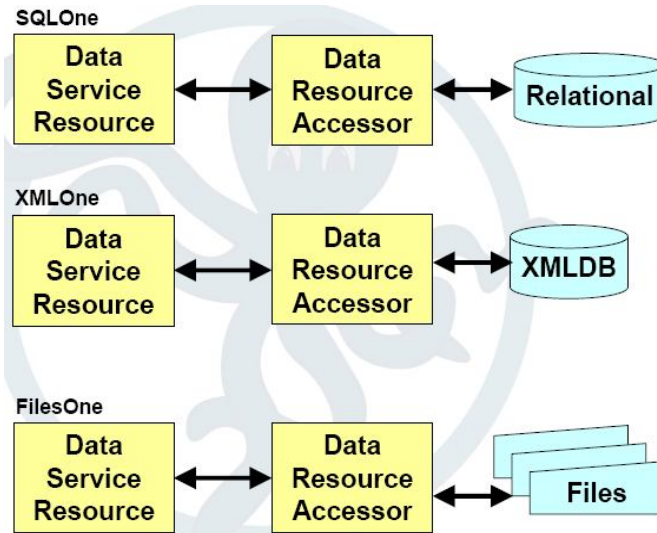 SQLOne
Data
Service
Resource
Data
Resource
Accessor
Relational
XMLOne
Data
Service
Resource
Data
Resource
Accessor
XMLDB
FilesOne
Data
Service
Resource
Data
Resource
Accessor
Files